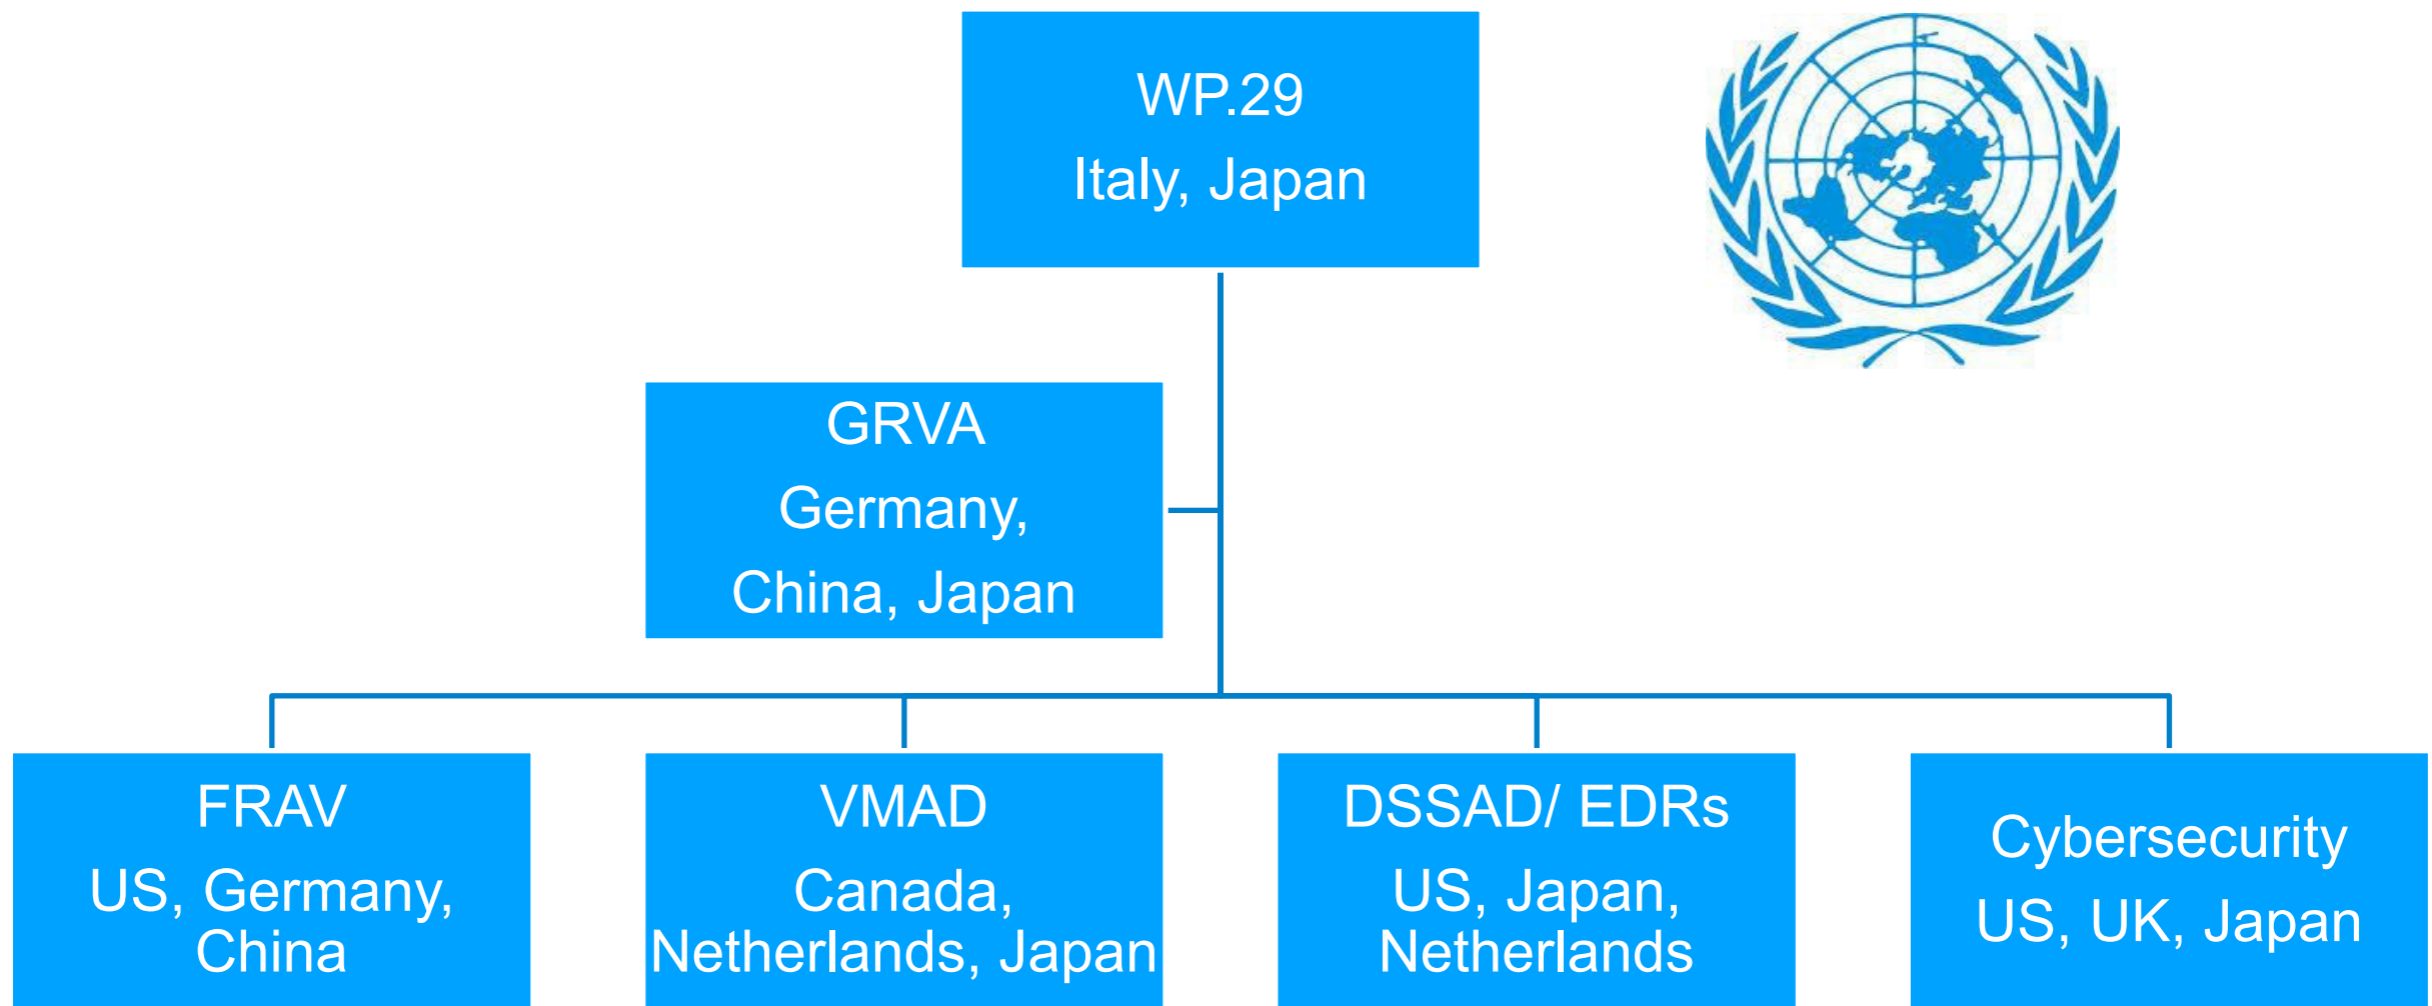 WP.29
Italy, Japan
GRVA
Germany,
China, Japan
FRAV
US, Germany,
China
VMAD
Canada,
Netherlands, Japan
DSSAD/ EDRs
US, Japan,
Netherlands
Cybersecurity
US, UK, Japan